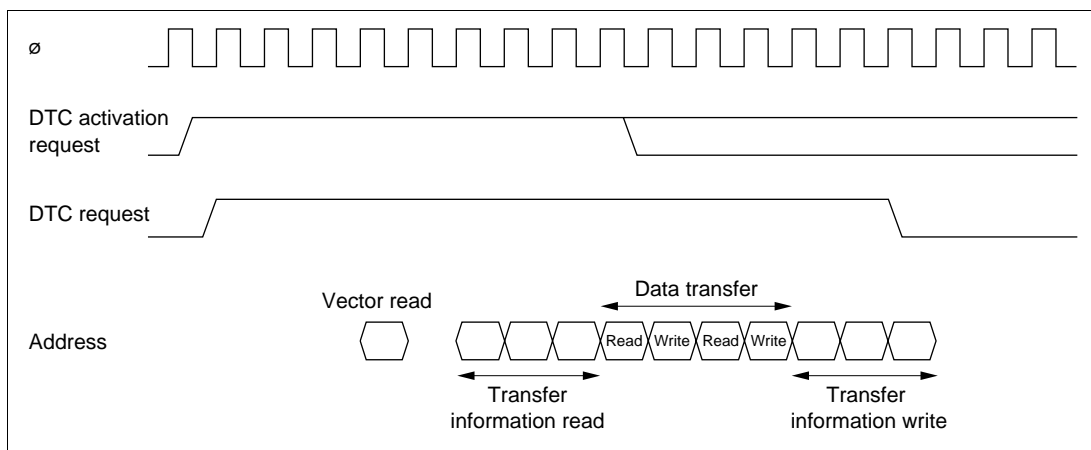 ø
DTC activation
request
DTC request
Data transfer
Vector read
Address
Read Write Read Write
Transfer
information read
Transfer
information write